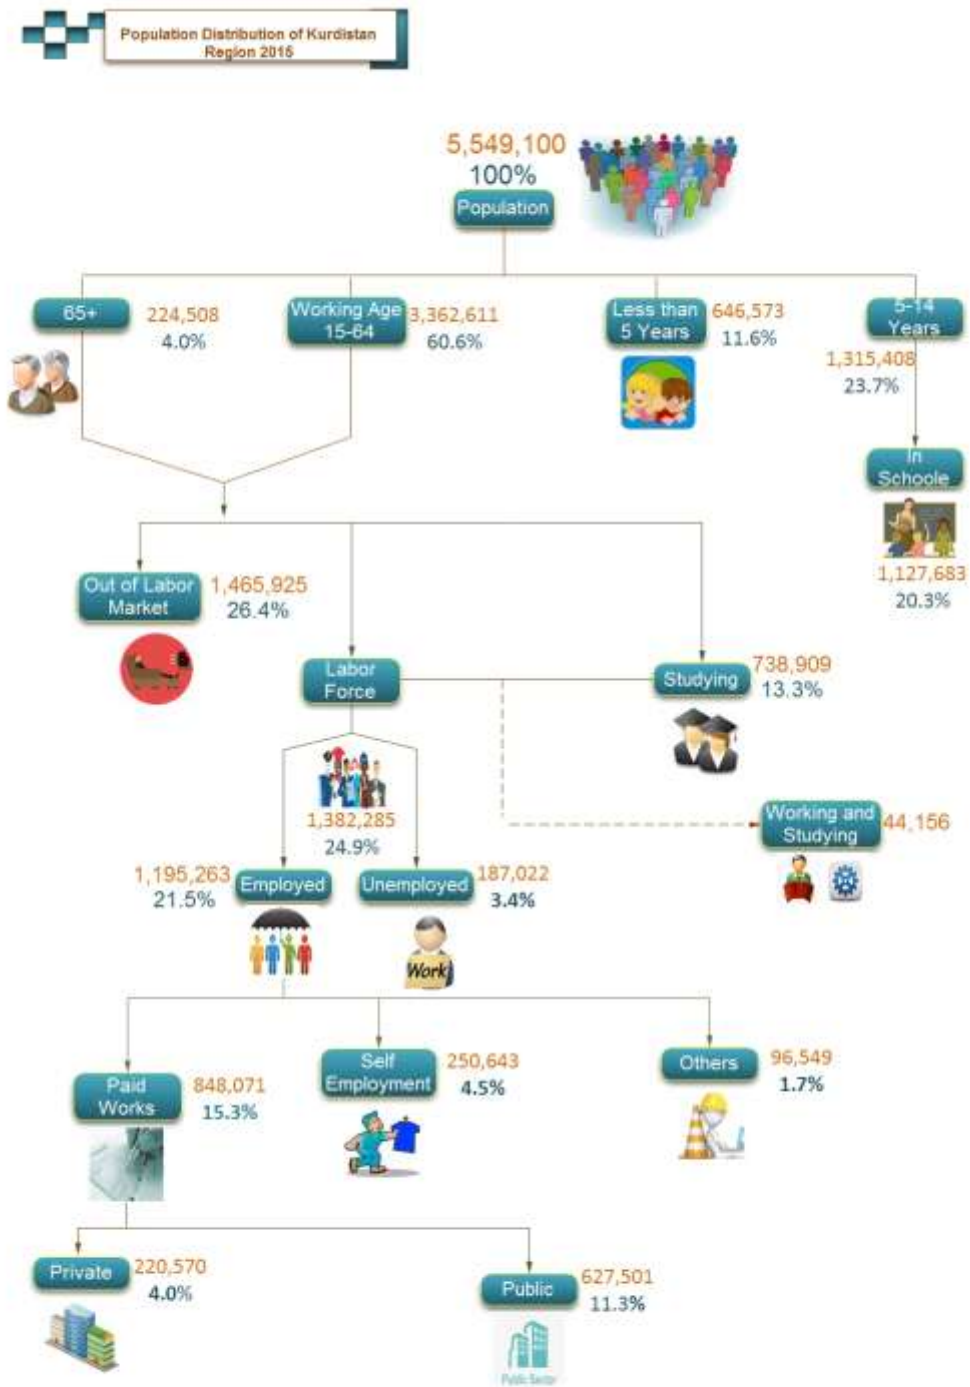 Population Distribution of Kurdistan
Region 2015
5,549,100
100%
Population
65+
224,508
4.0%
Working Age
15-64
3,362,611
60.6%
Less than
5 Years
646,573
11.6%
5-14
Years
1,315,408
23.7%
In
Schoole
1,127,683
20.3%
Out of Labor
Market
1,465,925
26.4%
Labor
Force
Studying
738,909
13.3%
1,382,285
24.9%
Working and
Studying
44,156
1,195,263
21.5%
Employed
Unemployed
187,022
3.4%
Work
Paid
Works
848,071
15.3%
Self
Employment
250,643
4.5%
Others
96,549
1.7%
Private
220,570
4.0%
Public
627,501
11.3%
Public Sector